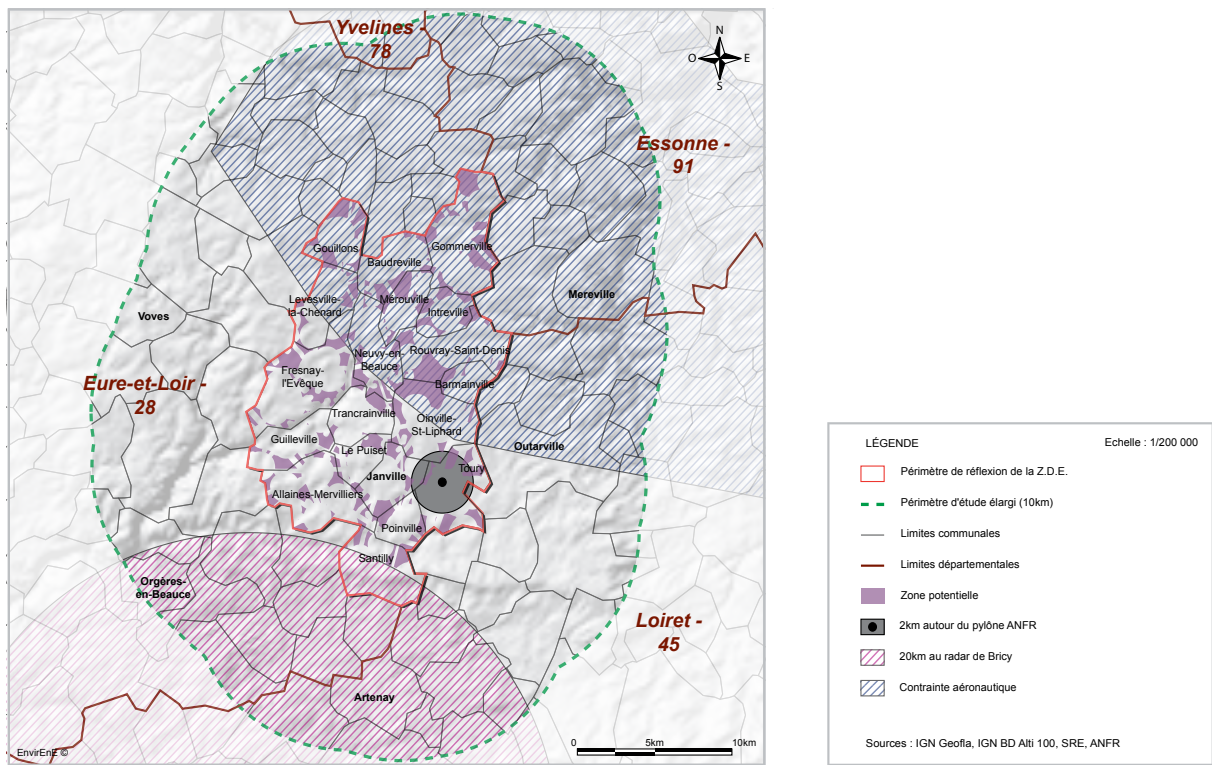 Yvelines -
78
N
O
E
S
Essonne -
91
Gouillons
Gommerville
Baudreville
Levesville-
la-Chenard
Mérouville
Intreville
Mereville
Voves
Neuvy-en-
Beauce
Rouvray-Saint-Denis
Fresnay-
l'Evêque
Barmainville
Eure-et-Loir -
28
Trancrainville
Oinville-
St-Liphard
Guilleville
Le Puiset
Outarville
Janville
Toury
Allaines-Mervilliers
Poinville
Santilly
Orgères-
en-Beauce
Loiret -
45
Artenay
EnvirEnE ©
0 5km 10km
LÉGENDE
Echelle : 1/200 000
Périmètre de réflexion de la Z.D.E.
Périmètre d'étude élargi (10km)
Limites communales
Limites départementales
Zone potentielle
2km autour du pylône ANFR
20km au radar de Bricy
Contrainte aéronautique
Sources : IGN Geofla, IGN BD Alti 100, SRE, ANFR